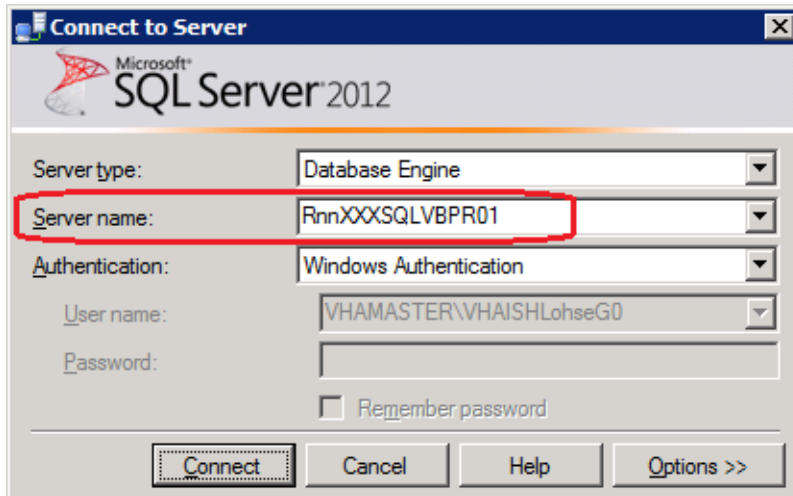 Connect to Server
Microsoft®
SQL Server® 2012
Server type: Database Engine
Server name: RnnXXXSQLVBPR01
Authentication: Windows Authentication
User name: VHAMASTER\VHAISHLohseG0
Password:
Remember password
Connect Cancel Help Options >>